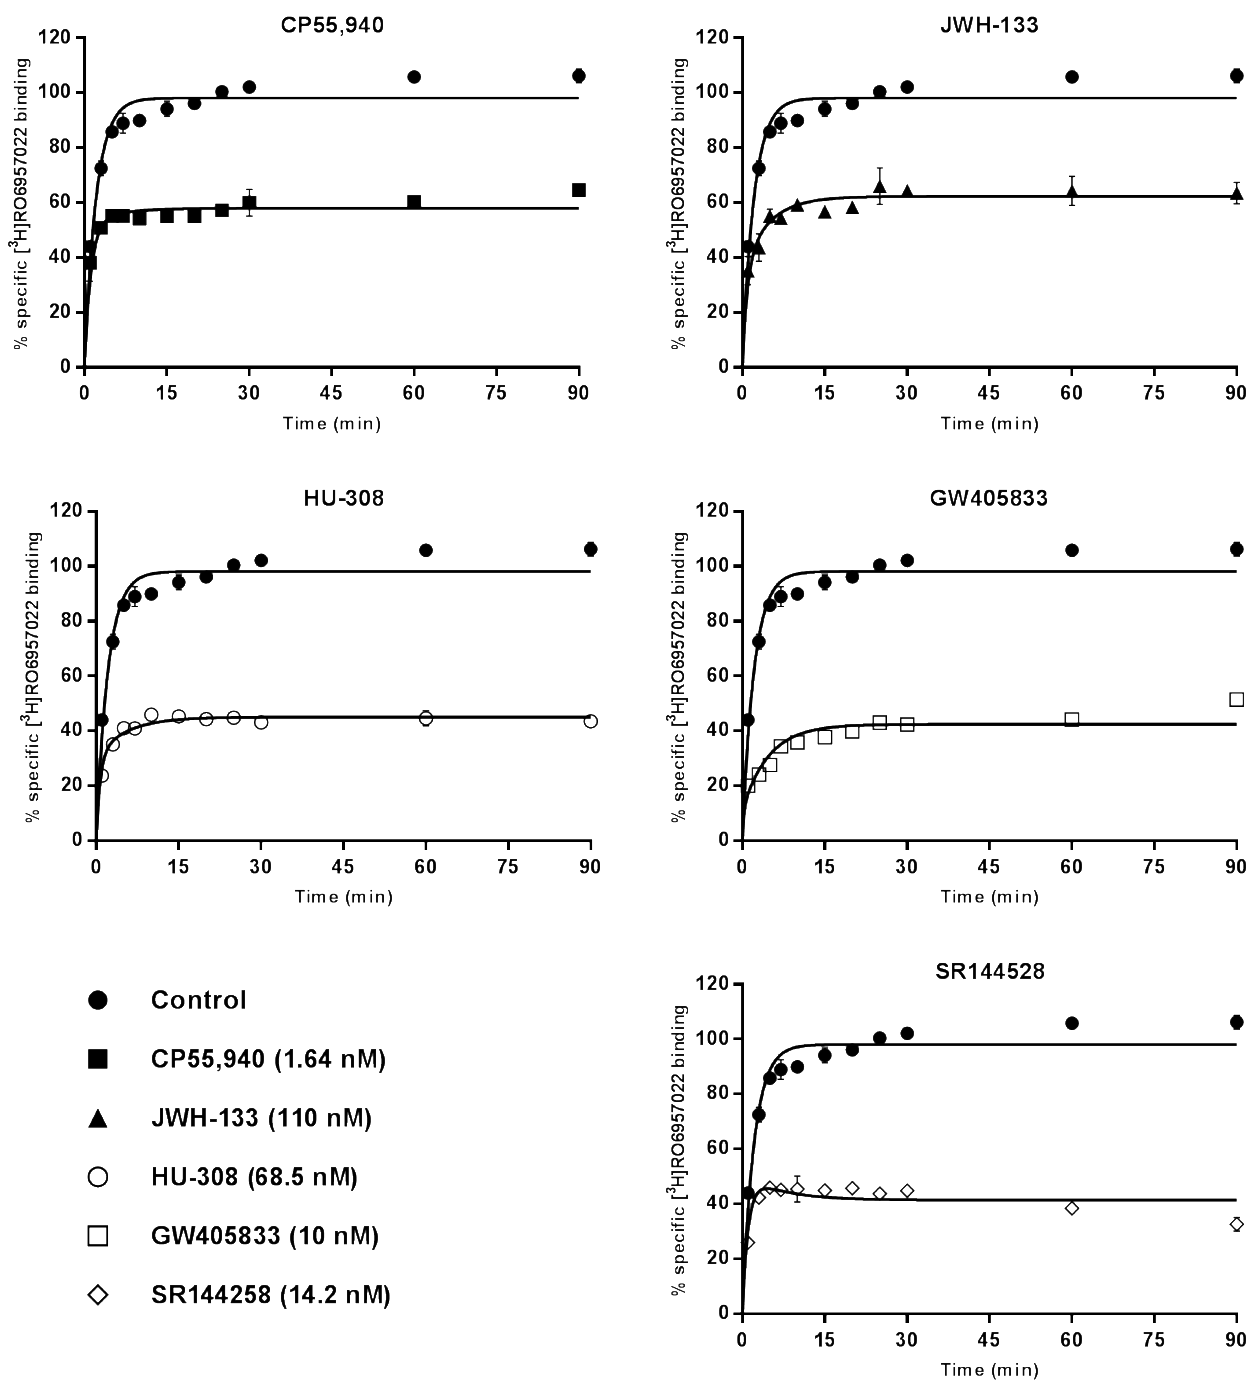 CP55,940
% specific [³H]RO6957022 binding
120
100
80
60
40
20
0
0 15 30 45 60 75 90
Time (min)
JWH-133
% specific [³H]RO6957022 binding
120
100
80
60
40
20
0
0 15 30 45 60 75 90
Time (min)
HU-308
% specific [³H]RO6957022 binding
120
100
80
60
40
20
0
0 15 30 45 60 75 90
Time (min)
GW405833
% specific [³H]RO6957022 binding
120
100
80
60
40
20
0
0 15 30 45 60 75 90
Time (min)
Control
CP55,940 (1.64 nM)
JWH-133 (110 nM)
HU-308 (68.5 nM)
GW405833 (10 nM)
SR144258 (14.2 nM)
SR144528
% specific [³H]RO6957022 binding
120
100
80
60
40
20
0
0 15 30 45 60 75 90
Time (min)